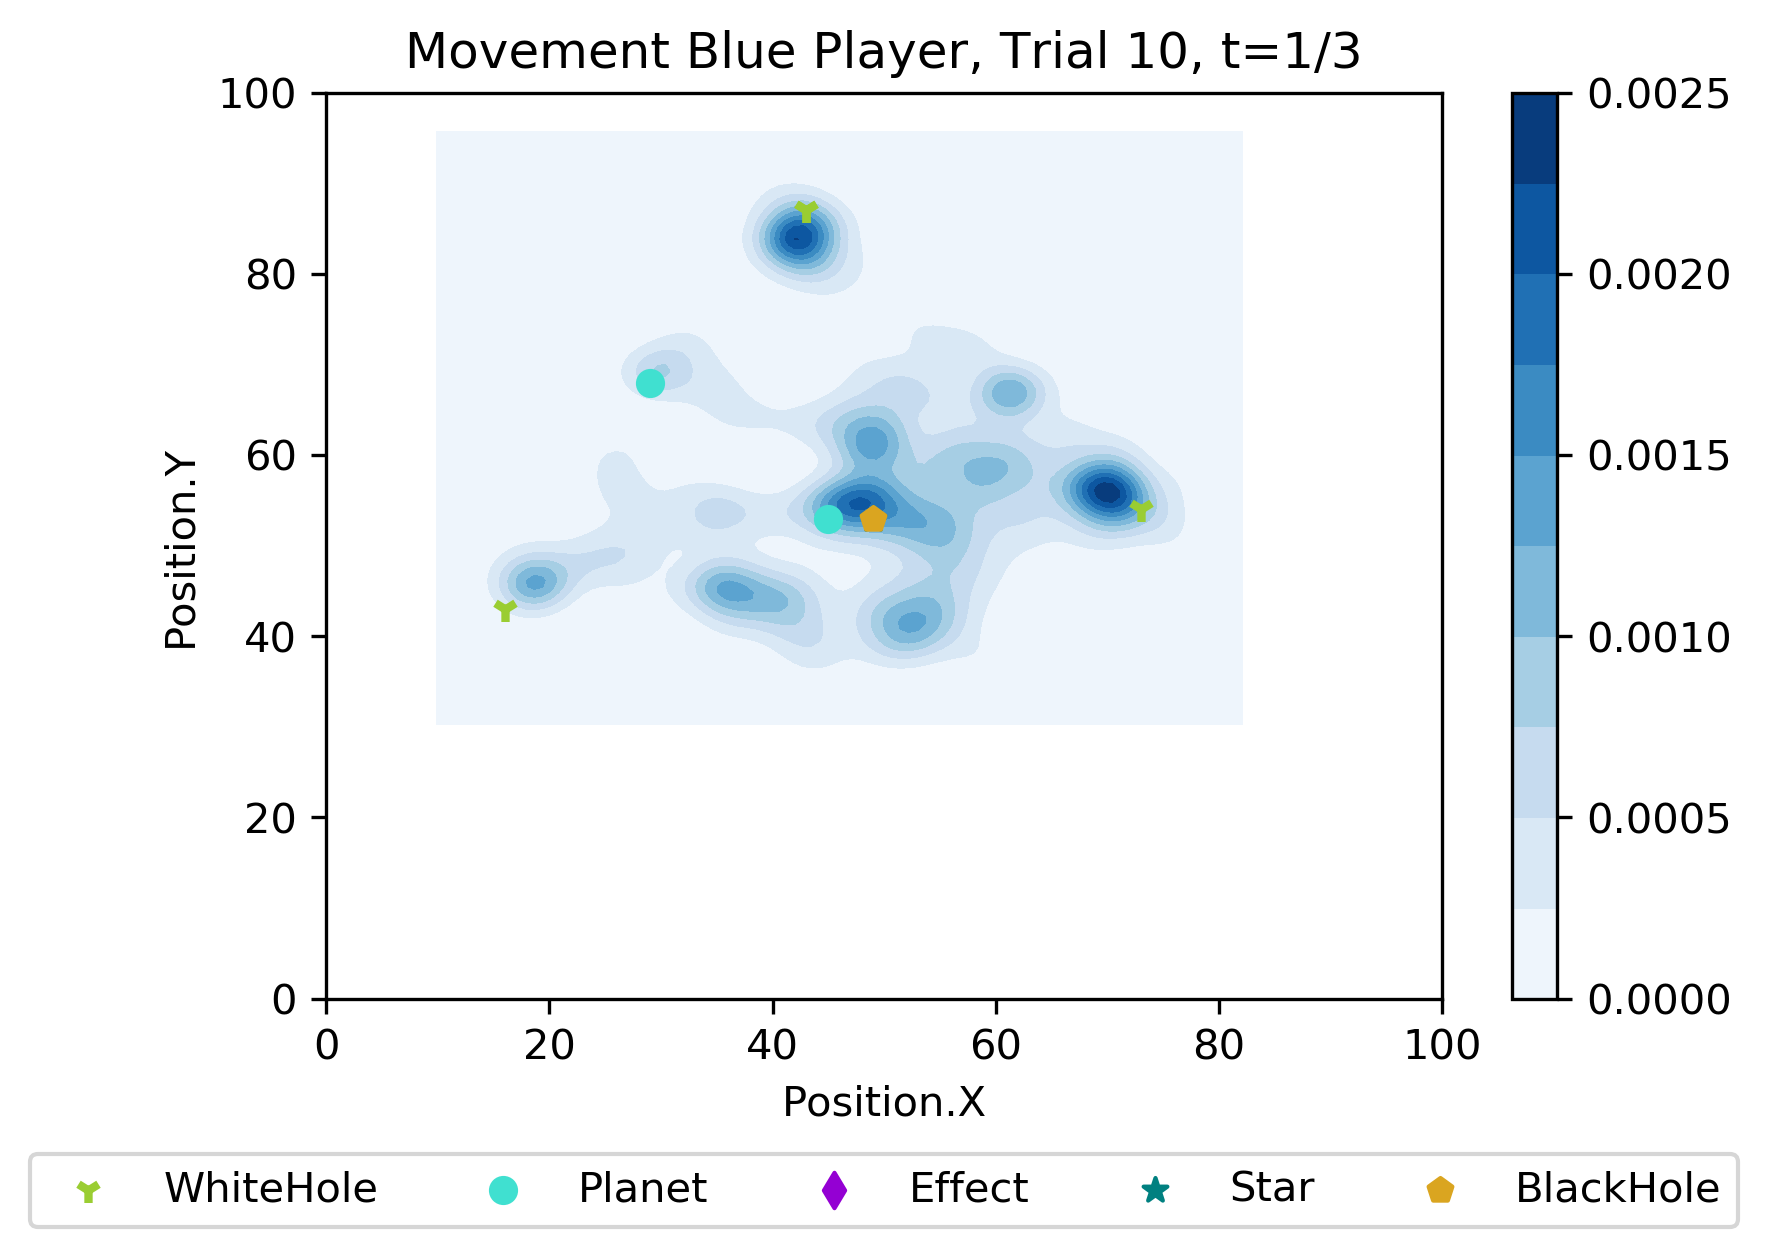 Movement Blue Player, Trial 10, t=1/3
100
80
60
40
20
0
Position.Y
0 20 40 60 80 100
Position.X
0.0025
0.0020
0.0015
0.0010
0.0005
0.0000
WhiteHole Planet Effect Star BlackHole